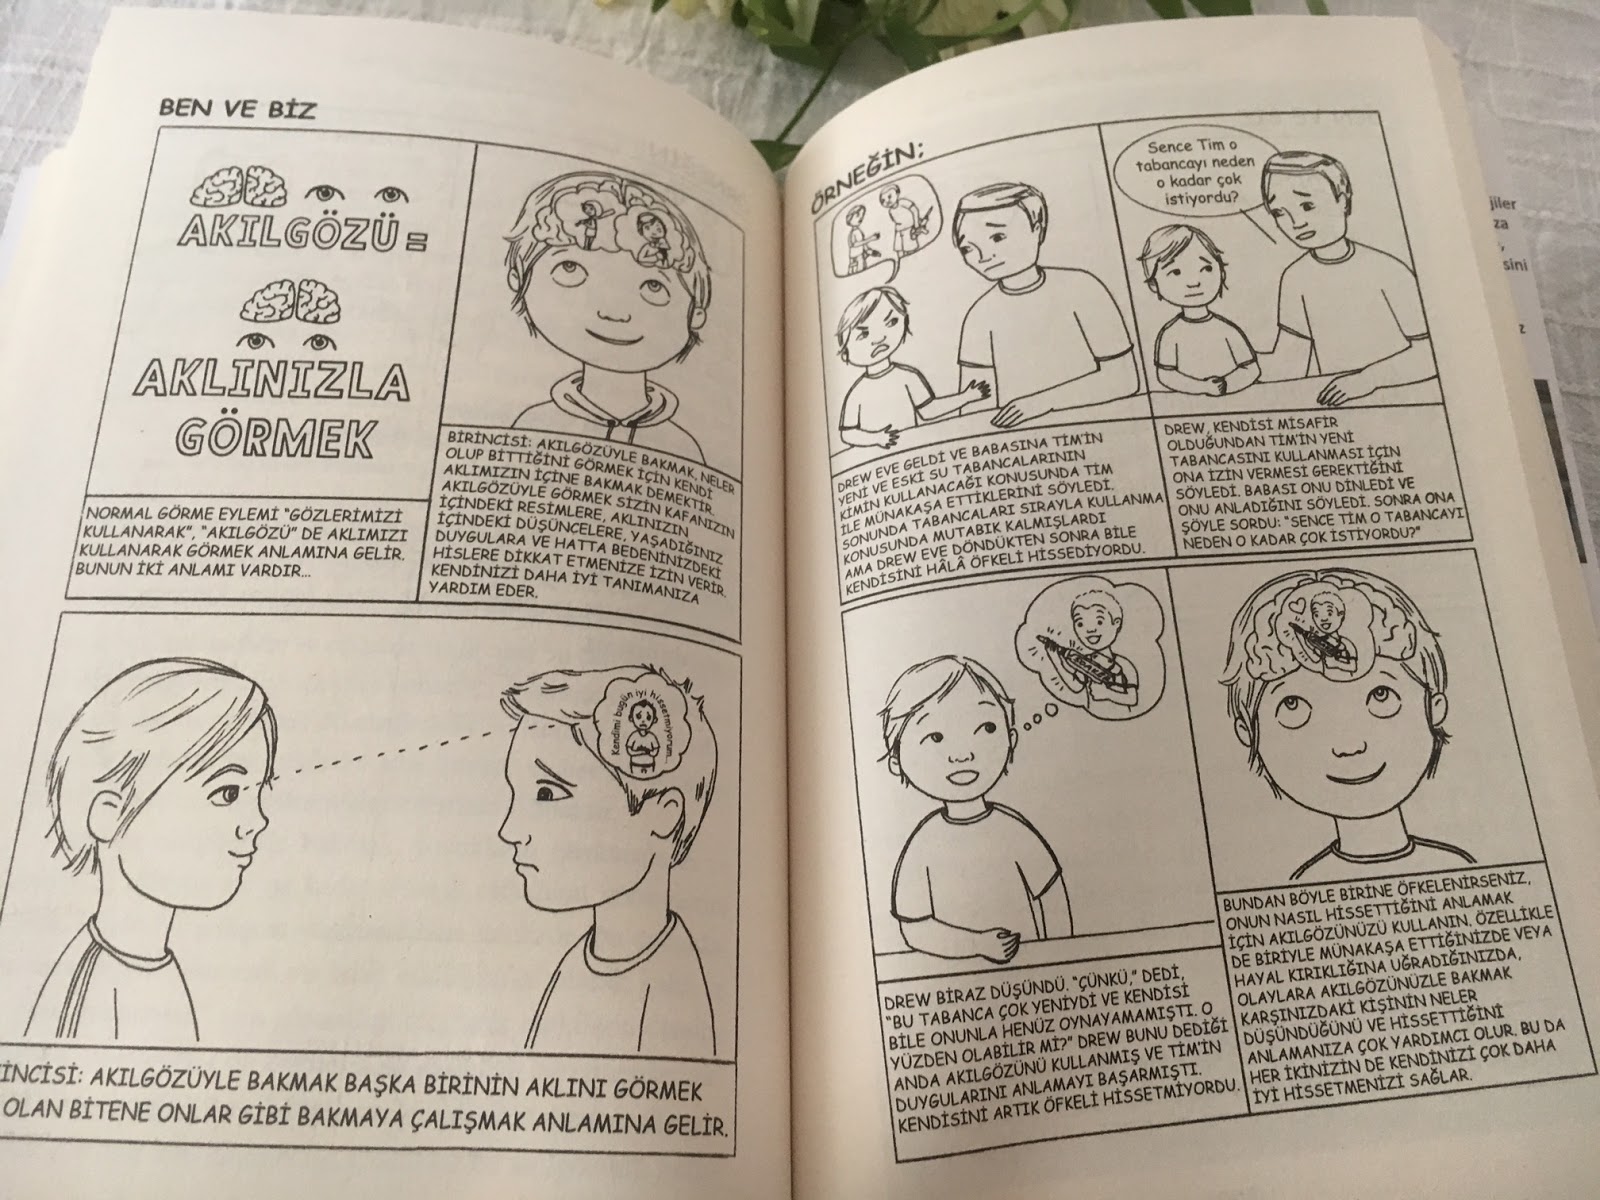 BEN VE BİZ
AKILGÖZÜ =
AKLINIZLA
GÖRMEK
NORMAL GÖRME EYLEMİ "GÖZLERİMİZİ
KULLANARAK", "AKILGÖZÜ" DE AKLIMIZI
KULLANARAK GÖRMEK ANLAMINA GELİR.
BUNUN İKİ ANLAMI VARDIR...
BİRİNCİSİ: AKILGÖZÜYLE BAKMAK, NELER
OLUP BİTTİĞİNİ GÖRMEK İÇİN KENDİ
AKLIMIZIN İÇİNE BAKMAK DEMEKTİR.
AKILGÖZÜYLE GÖRMEK SİZİN KAFANIZIN
İÇİNDEKİ RESİMLERE, AKLINIZIN
İÇİNDEKİ DÜŞÜNCELERE, YAŞADIĞINIZ
DUYGULARA VE HATTA BEDENİNİZDEKİ
HİSLERE DİKKAT ETMENİZE İZİN VERİR.
KENDİNİZİ DAHA İYİ TANIMANIZA
YARDIM EDER.
Kendimi bugün iyi hissetmiyorum...
İNCİSİ: AKILGÖZÜYLE BAKMAK BAŞKA BİRİNİN AKLINI GÖRMEK
OLAN BİTENE ONLAR GİBİ BAKMAYA ÇALIŞMAK ANLAMINA GELİR.
ÖRNEĞİN:
DREW EVE GELDİ VE BABASINA TİM'İN
YENİ VE ESKİ SU TABANCALARININ
KİMİN KULLANACAĞI KONUSUNDA TİM
İLE MÜNAKAŞA ETTİKLERİNİ SÖYLEDİ.
SONUNDA TABANCALARI SIRAYLA KULLANMA
KONUSUNDA MUTABIK KALMIŞLARDI
AMA DREW EVE DÖNDÜKTEN SONRA BİLE
KENDİSİNİ HÂLÂ ÖFKELİ HİSSEDİYORDU.
Sence Tim o
tabancayı neden
o kadar çok
istiyordu?
DREW, KENDİSİ MİSAFİR
OLDUĞUNDAN TİM'İN YENİ
TABANCASINI KULLANMASI İÇİN
ONA İZİN VERMESİ GEREKTİĞİNİ
SÖYLEDİ. BABASI ONU DİNLEDİ VE
ONU ANLADIĞINI SÖYLEDİ. SONRA ONA
ŞÖYLE SORDU: "SENCE TİM O TABANCAYI
NEDEN O KADAR ÇOK İSTİYORDU?"
DREW BİRAZ DÜŞÜNDÜ. "ÇÜNKÜ," DEDİ,
"BU TABANCA ÇOK YENİYDİ VE KENDİSİ
BİLE ONUNLA HENÜZ OYNAYAMAMIŞTI. O
YÜZDEN OLABİLİR Mİ?" DREW BUNU DEDİĞİ
ANDA AKILGÖZÜNÜ KULLANMIŞ VE TİM'İN
DUYGULARINI ANLAMAYI BAŞARMIŞTI.
KENDİSİNİ ARTIK ÖFKELİ HİSSETMİYORDU.
BUNDAN BÖYLE BİRİNE ÖFKELENİRSENİZ,
ONUN NASIL HİSSETTİĞİNİ ANLAMAK
İÇİN AKILGÖZÜNÜZÜ KULLANIN. ÖZELLİKLE
DE BİRİYLE MÜNAKAŞA ETTİĞİNİZDE VEYA
HAYAL KIRIKLIĞINA UĞRADIĞINIZDA,
OLAYLARA AKILGÖZÜNÜZLE BAKMAK
KARŞINIZDAKİ KİŞİNİN NELER
DÜŞÜNDÜĞÜNÜ VE HİSSETTİĞİNİ
ANLAMANIZA ÇOK YARDIMCI OLUR. BU DA
HER İKİNİZİN DE KENDİNİZİ ÇOK DAHA
İYİ HİSSETMENİZİ SAĞLAR.
jiler
za
sini
z